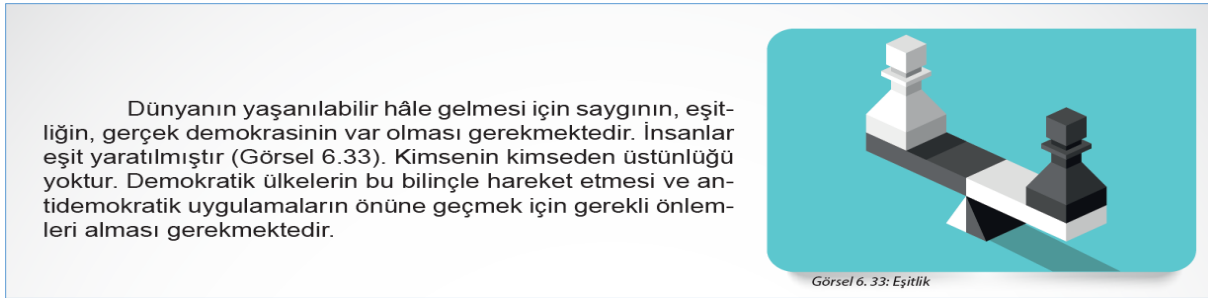 Dünyanın yaşanılabilir hâle gelmesi için saygının, eşit-
liğin, gerçek demokrasinin var olması gerekmektedir. İnsanlar
eşit yaratılmıştır (Görsel 6.33). Kimsenin kimseden üstünlüğü
yoktur. Demokratik ülkelerin bu bilinçle hareket etmesi ve an-
tidemokratik uygulamaların önüne geçmek için gerekli önlem-
leri alması gerekmektedir.
Görsel 6. 33: Eşitlik